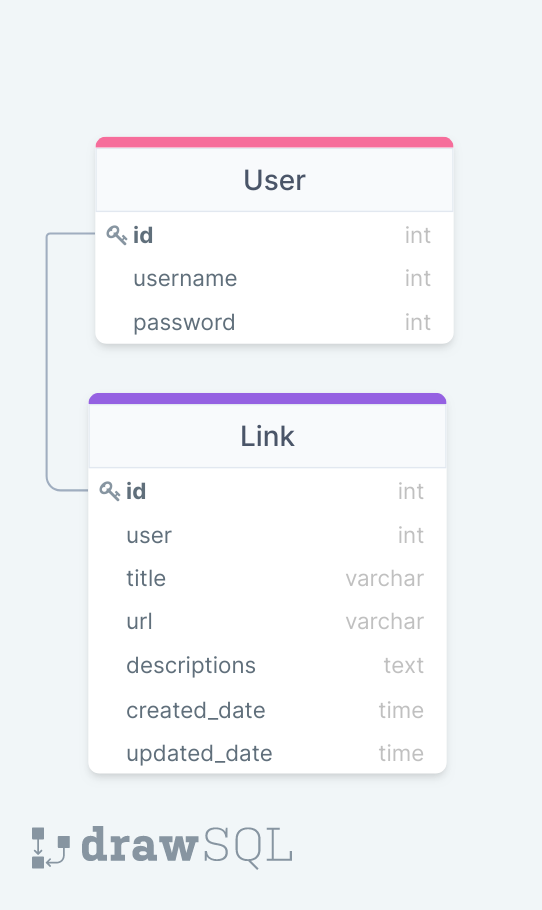 User
id int
username int
password int
Link
id int
user int
title varchar
url varchar
descriptions text
created_date time
updated_date time
drawSQL